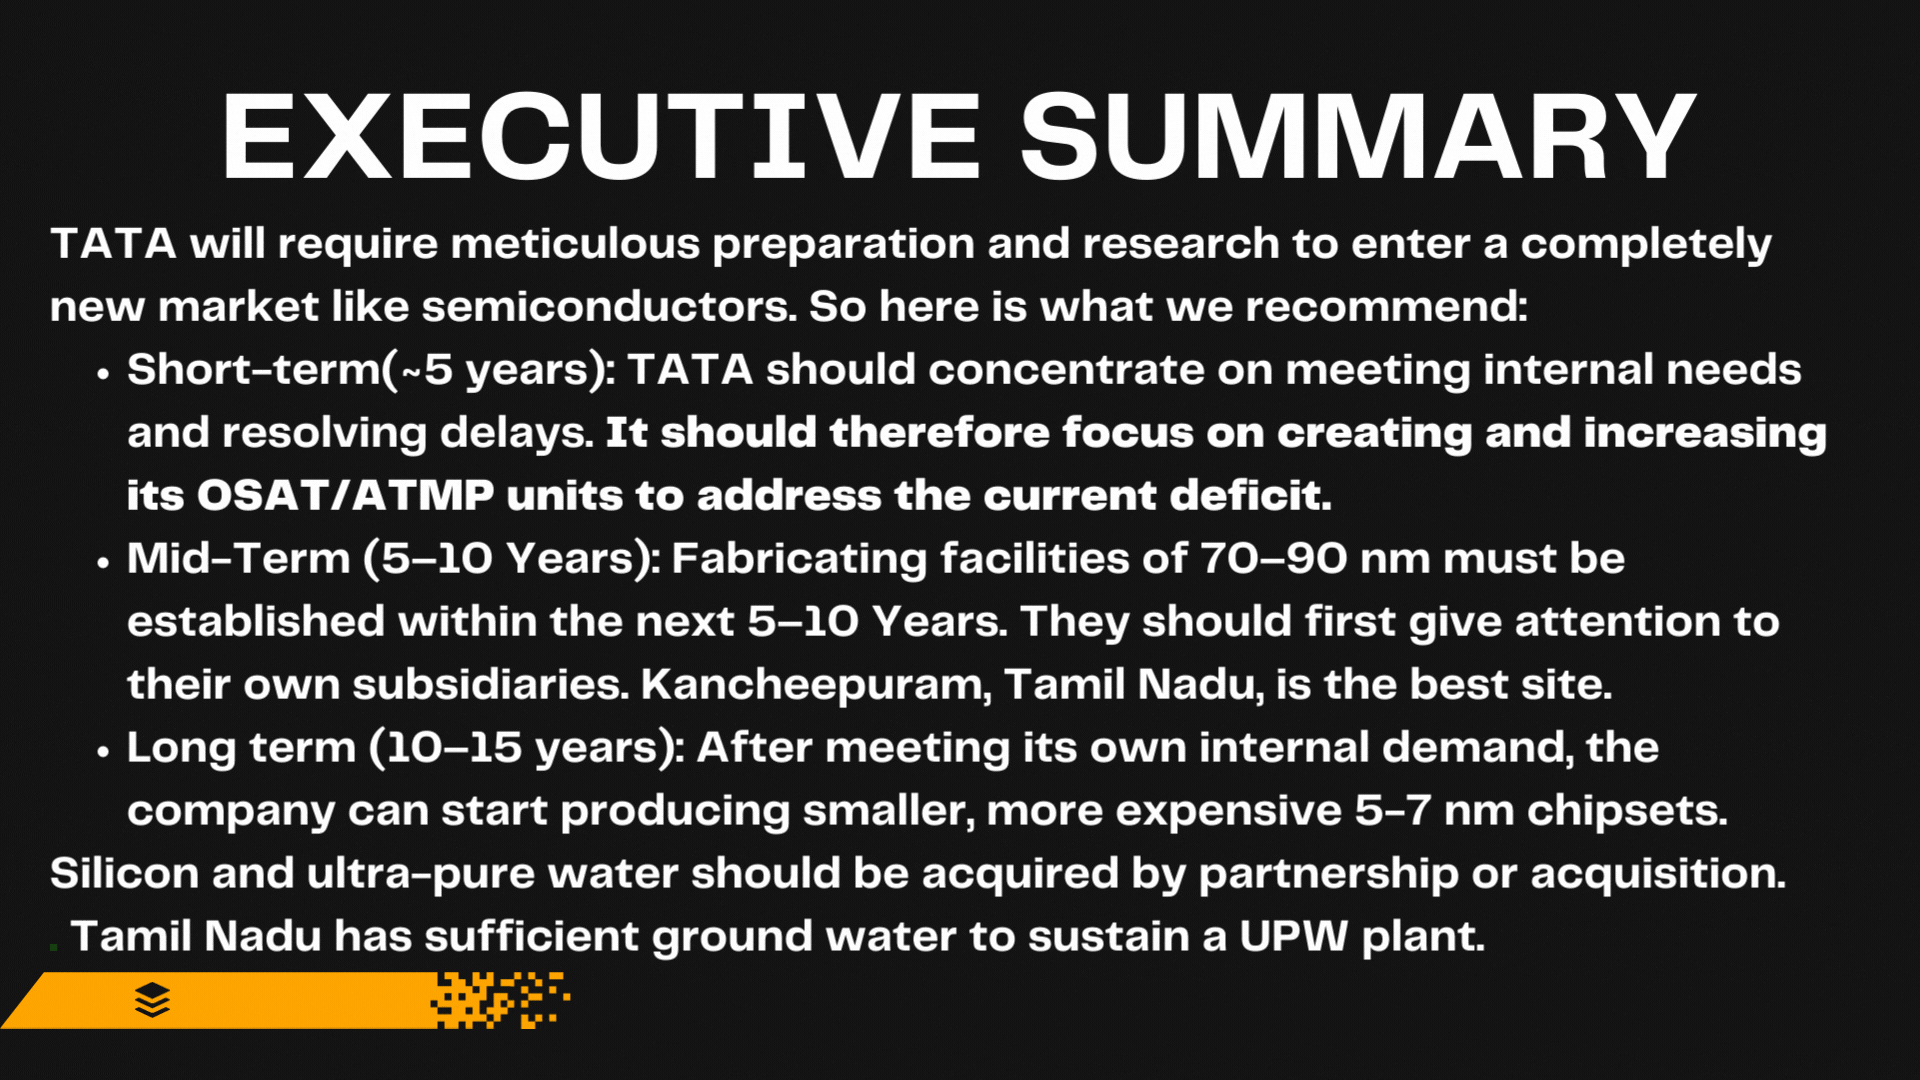 EXECUTIVE SUMMARY
TATA will require meticulous preparation and research to enter a completely
new market like semiconductors. So here is what we recommend:
• Short-term(~5 years): TATA should concentrate on meeting internal needs
and resolving delays. It should therefore focus on creating and increasing
its OSAT/ATMP units to address the current deficit.
• Mid-Term (5–10 Years): Fabricating facilities of 70–90 nm must be
established within the next 5–10 Years. They should first give attention to
their own subsidiaries. Kancheepuram, Tamil Nadu, is the best site.
• Long term (10–15 years): After meeting its own internal demand, the
company can start producing smaller, more expensive 5-7 nm chipsets.
Silicon and ultra-pure water should be acquired by partnership or acquisition.
. Tamil Nadu has sufficient ground water to sustain a UPW plant.